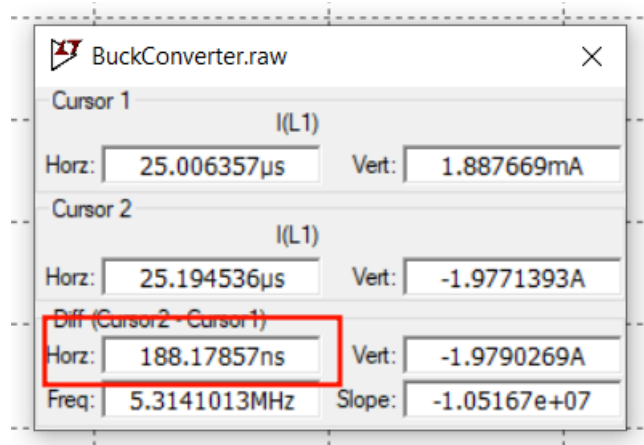 BuckConverter.raw
Cursor 1
I(L1)
Horz: 25.006357µs Vert: 1.887669mA
Cursor 2
I(L1)
Horz: 25.194536µs Vert: -1.9771393A
Diff (Cursor2 - Cursor1)
Horz: 188.17857ns Vert: -1.9790269A
Freq: 5.3141013MHz Slope: -1.05167e+07